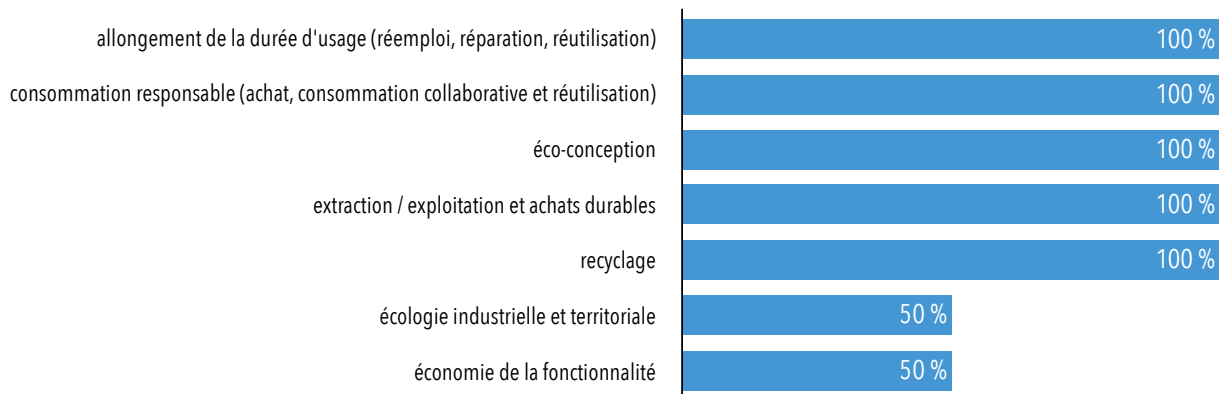 allongement de la durée d'usage (réemploi, réparation, réutilisation) 100 %
consommation responsable (achat, consommation collaborative et réutilisation) 100 %
éco-conception 100 %
extraction / exploitation et achats durables 100 %
recyclage 100 %
écologie industrielle et territoriale 50 %
économie de la fonctionnalité 50 %